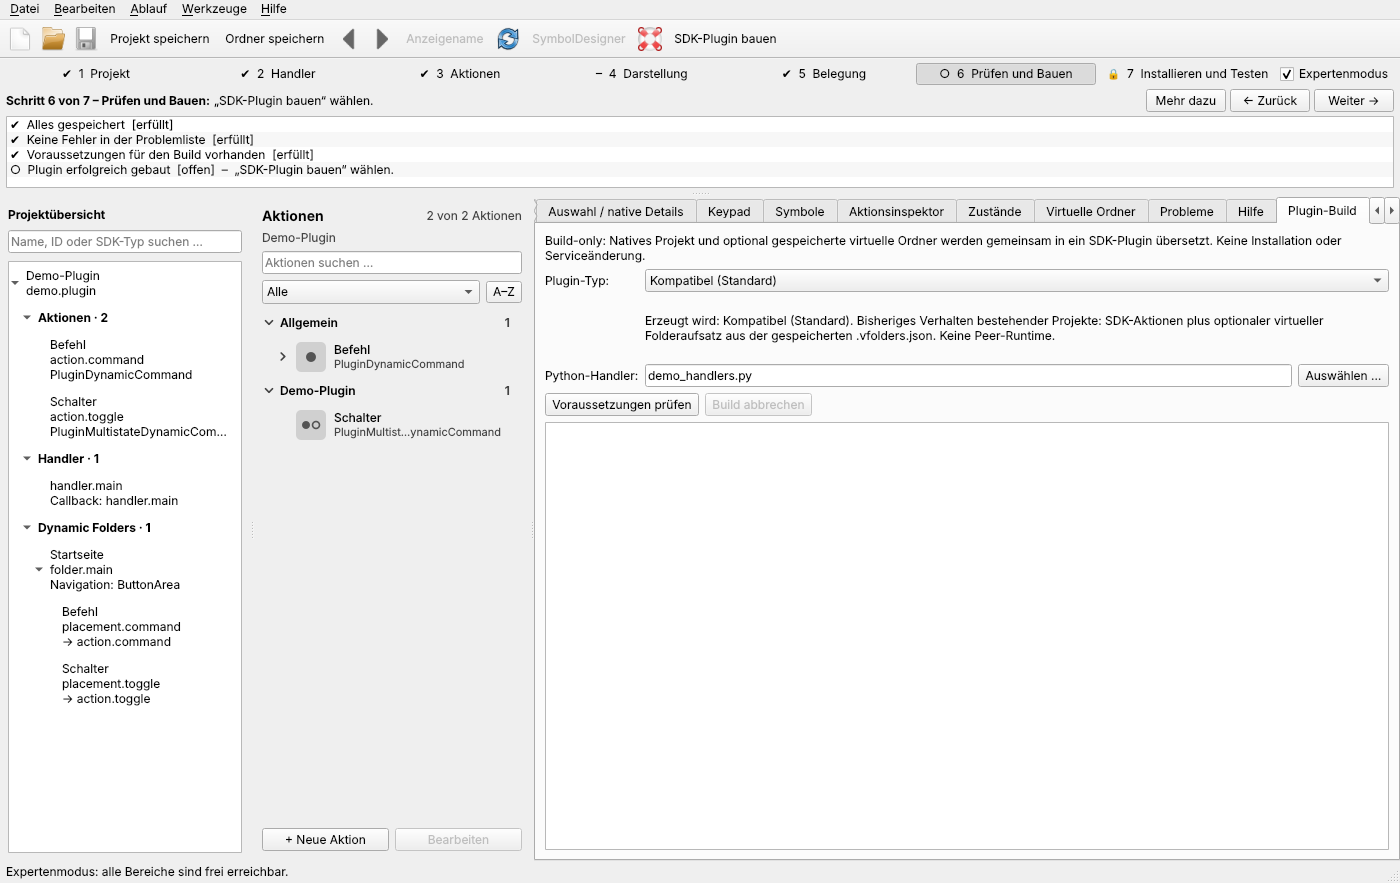 Datei Bearbeiten Ablauf Werkzeuge Hilfe
Projekt speichern Ordner speichern Anzeigename SymbolDesigner SDK-Plugin bauen
✔ 1 Projekt ✔ 2 Handler ✔ 3 Aktionen – 4 Darstellung ✔ 5 Belegung ○ 6 Prüfen und Bauen 7 Installieren und Testen Expertenmodus
Schritt 6 von 7 – Prüfen und Bauen: „SDK-Plugin bauen“ wählen.
Mehr dazu ← Zurück Weiter →
✔ Alles gespeichert [erfüllt]
✔ Keine Fehler in der Problemliste [erfüllt]
✔ Voraussetzungen für den Build vorhanden [erfüllt]
○ Plugin erfolgreich gebaut [offen] – „SDK-Plugin bauen“ wählen.
Projektübersicht
Name, ID oder SDK-Typ suchen ...
Demo-Plugin
demo.plugin
Aktionen · 2
Befehl
action.command
PluginDynamicCommand
Schalter
action.toggle
PluginMultistateDynamicCom...
Handler · 1
handler.main
Callback: handler.main
Dynamic Folders · 1
Startseite
folder.main
Navigation: ButtonArea
Befehl
placement.command
→ action.command
Schalter
placement.toggle
→ action.toggle
Aktionen 2 von 2 Aktionen
Demo-Plugin
Aktionen suchen ...
Alle A–Z
Allgemein 1
Befehl
PluginDynamicCommand
Demo-Plugin 1
Schalter
PluginMultist...ynamicCommand
+ Neue Aktion Bearbeiten
Auswahl / native Details Keypad Symbole Aktionsinspektor Zustände Virtuelle Ordner Probleme Hilfe Plugin-Build
Build-only: Natives Projekt und optional gespeicherte virtuelle Ordner werden gemeinsam in ein SDK-Plugin übersetzt. Keine Installation oder
Serviceänderung.
Plugin-Typ: Kompatibel (Standard)
Erzeugt wird: Kompatibel (Standard). Bisheriges Verhalten bestehender Projekte: SDK-Aktionen plus optionaler virtueller
Folderaufsatz aus der gespeicherten .vfolders.json. Keine Peer-Runtime.
Python-Handler: demo_handlers.py Auswählen ...
Voraussetzungen prüfen Build abbrechen
Expertenmodus: alle Bereiche sind frei erreichbar.